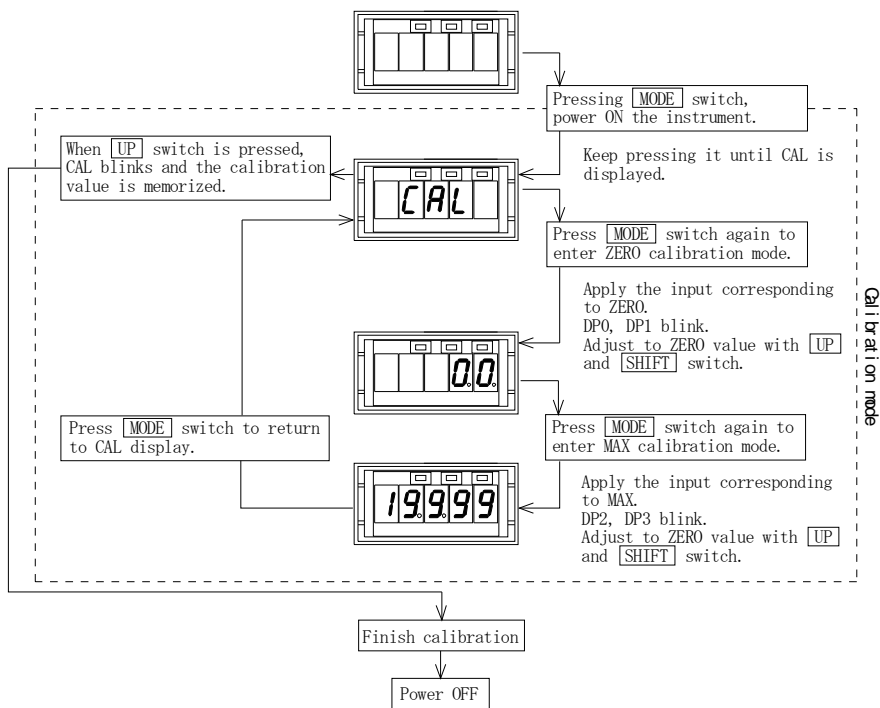 Pressing MODE switch,
power ON the instrument.
Keep pressing it until CAL is
displayed.
When UP switch is pressed,
CAL blinks and the calibration
value is memorized.
CAL
Press MODE switch again to
enter ZERO calibration mode.
Apply the input corresponding
to ZERO.
DP0, DP1 blink.
Adjust to ZERO value with UP
and SHIFT switch.
0.0.
Press MODE switch to return
to CAL display.
Press MODE switch again to
enter MAX calibration mode.
19.9.99
Apply the input corresponding
to MAX.
DP2, DP3 blink.
Adjust to ZERO value with UP
and SHIFT switch.
Calibration mode
Finish calibration
Power OFF